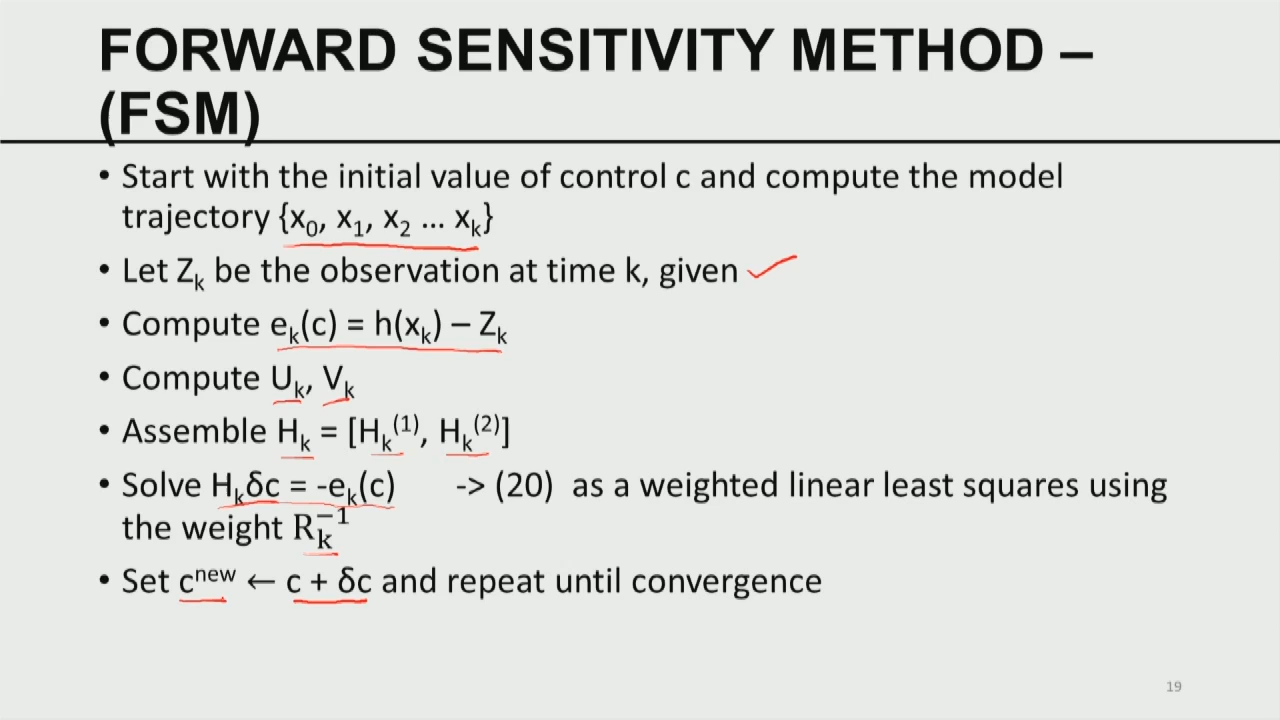 FORWARD SENSITIVITY METHOD –
(FSM)
• Start with the initial value of control c and compute the model
trajectory {x₀, x₁, x₂ ... xₖ}
• Let Zₖ be the observation at time k, given
• Compute eₖ(c) = h(xₖ) – Zₖ
• Compute Uₖ, Vₖ
• Assemble Hₖ = [Hₖ⁽¹⁾, Hₖ⁽²⁾]
• Solve Hₖδc = -eₖ(c) -> (20) as a weighted linear least squares using
the weight Rₖ⁻¹
• Set cⁿᵉʷ ← c + δc and repeat until convergence
19